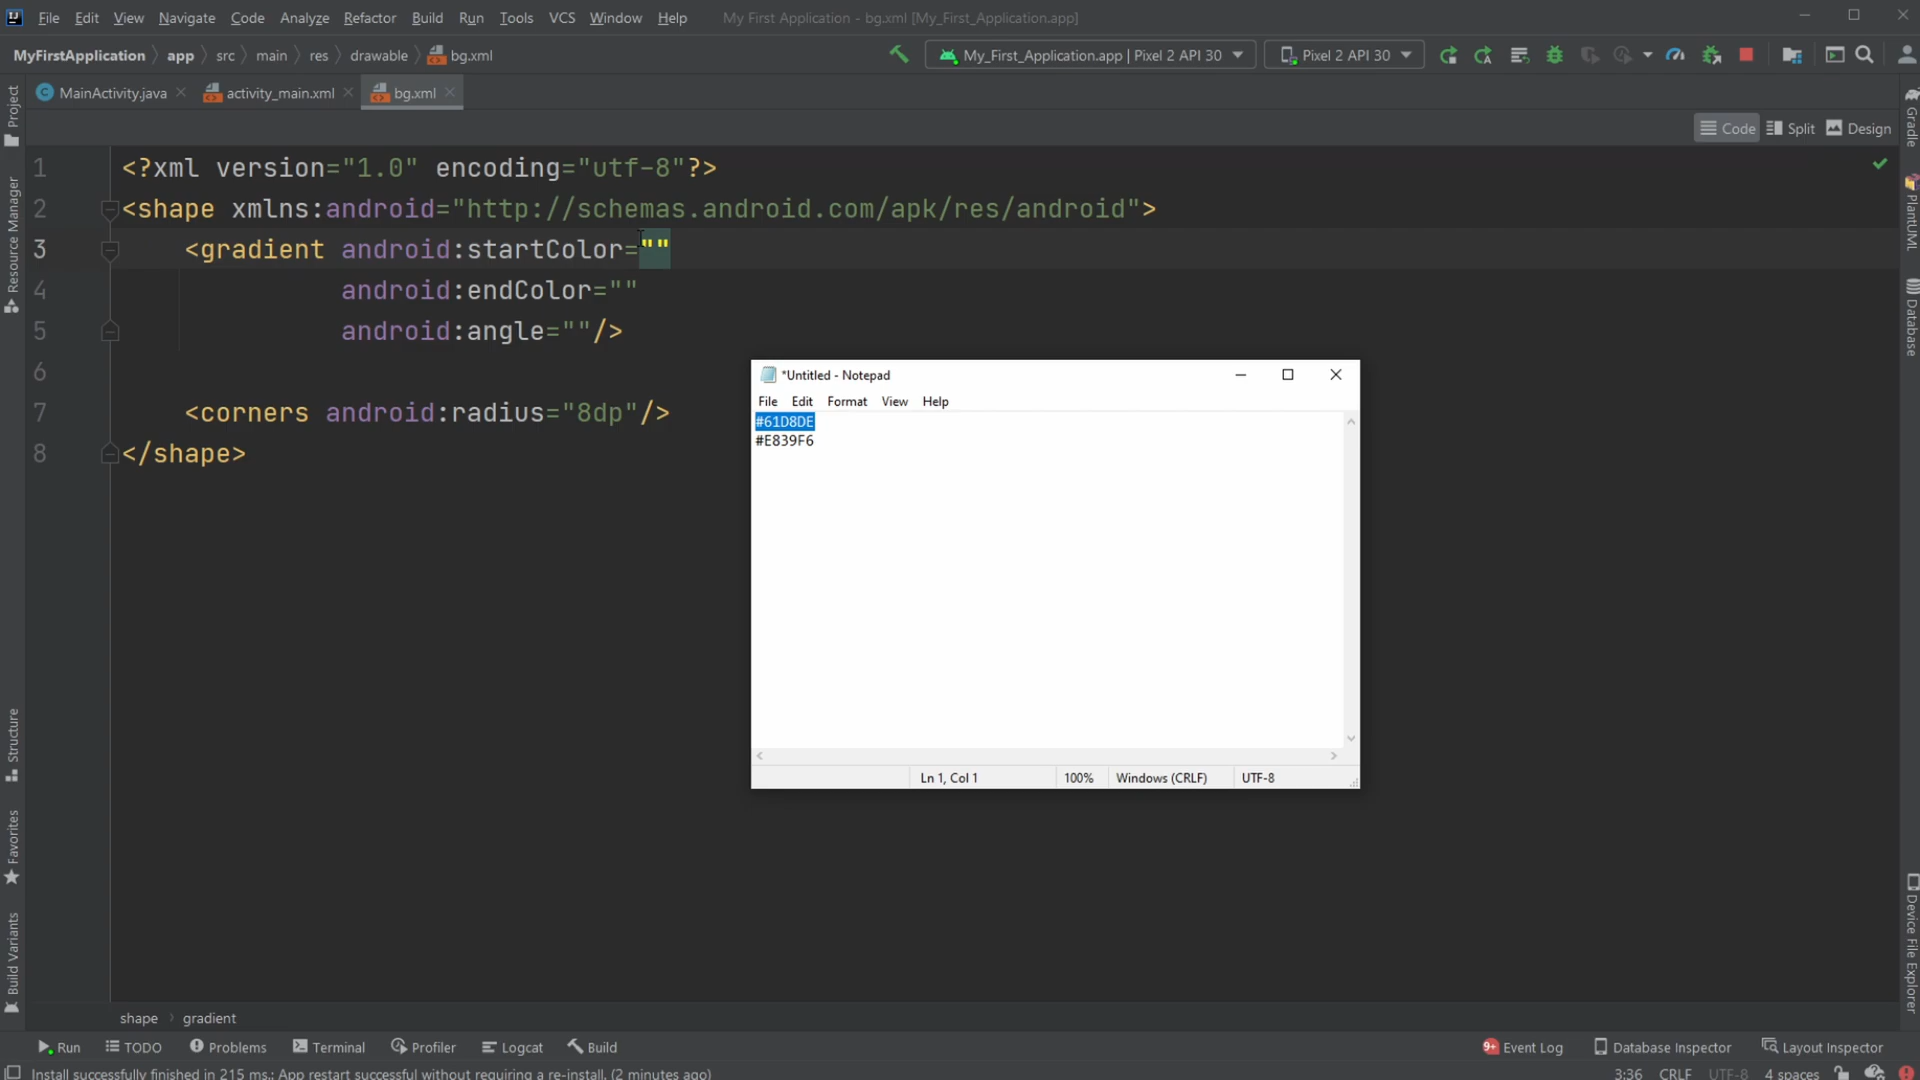 File Edit View Navigate Code Analyze Refactor Build Run Tools VCS Window Help My First Application - bg.xml [My_First_Application.app]
MyFirstApplication app src main res drawable bg.xml My_First_Application.app | Pixel 2 API 30 Pixel 2 API 30
MainActivity.java activity_main.xml bg.xml
Code Split Design
1 <?xml version="1.0" encoding="utf-8"?>
2 <shape xmlns:android="http://schemas.android.com/apk/res/android">
3 <gradient android:startColor=""
4 android:endColor=""
5 android:angle=""/>
6
7 <corners android:radius="8dp"/>
8 </shape>
*Untitled - Notepad
File Edit Format View Help
#61D8DE
#E839F6
Ln 1, Col 1 100% Windows (CRLF) UTF-8
Project
Resource Manager
Structure
Favorites
Build Variants
Gradle
PlantUML
Database
Device File Explorer
shape gradient
Run TODO Problems Terminal Profiler Logcat Build 9+ Event Log Database Inspector Layout Inspector
Install successfully finished in 215 ms.: App restart successful without requiring a re-install. (2 minutes ago) 3:36 CRLF UTF-8 4 spaces